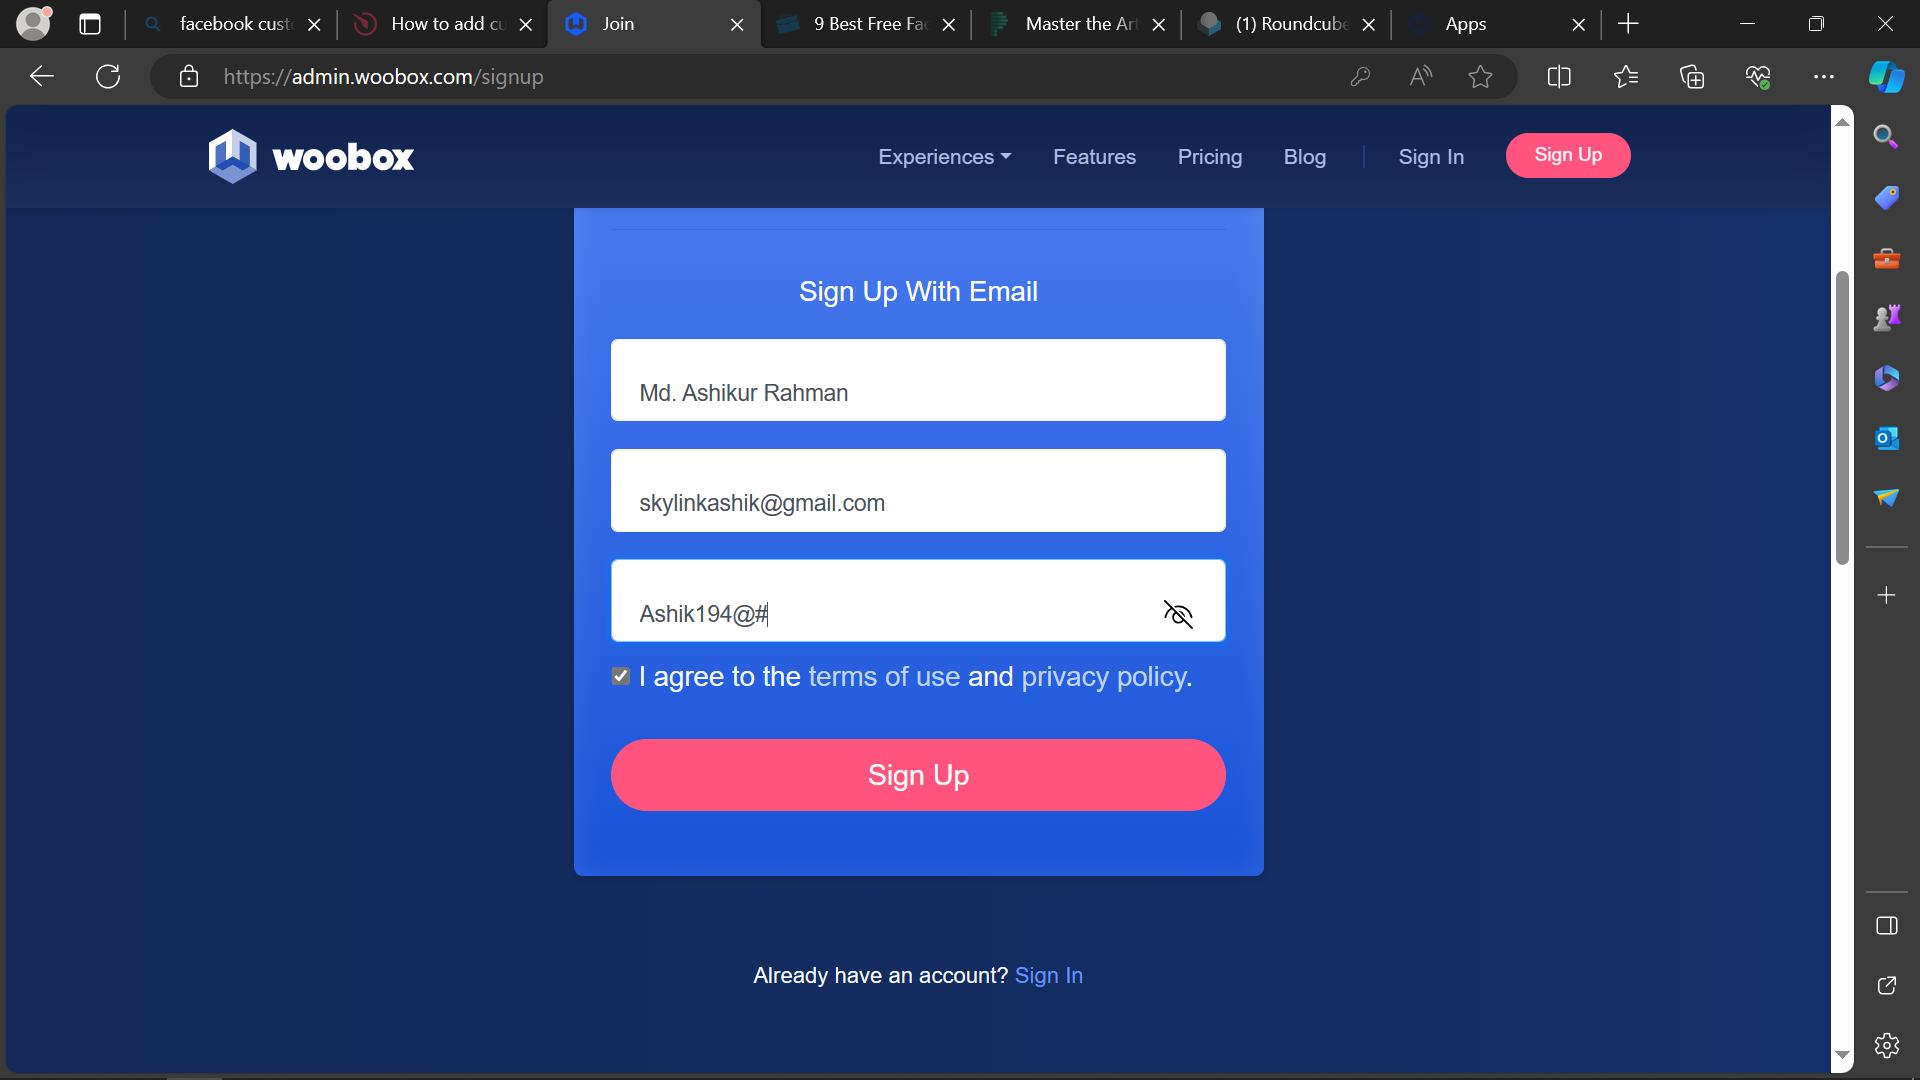 facebook cust
How to add cu
Join
9 Best Free Fa
Master the Ar
(1) Roundcube
Apps
https://admin.woobox.com/signup
woobox
Experiences
Features
Pricing
Blog
Sign In
Sign Up
Sign Up With Email
Md. Ashikur Rahman
skylinkashik@gmail.com
Ashik194@#
I agree to the terms of use and privacy policy.
Sign Up
Already have an account? Sign In